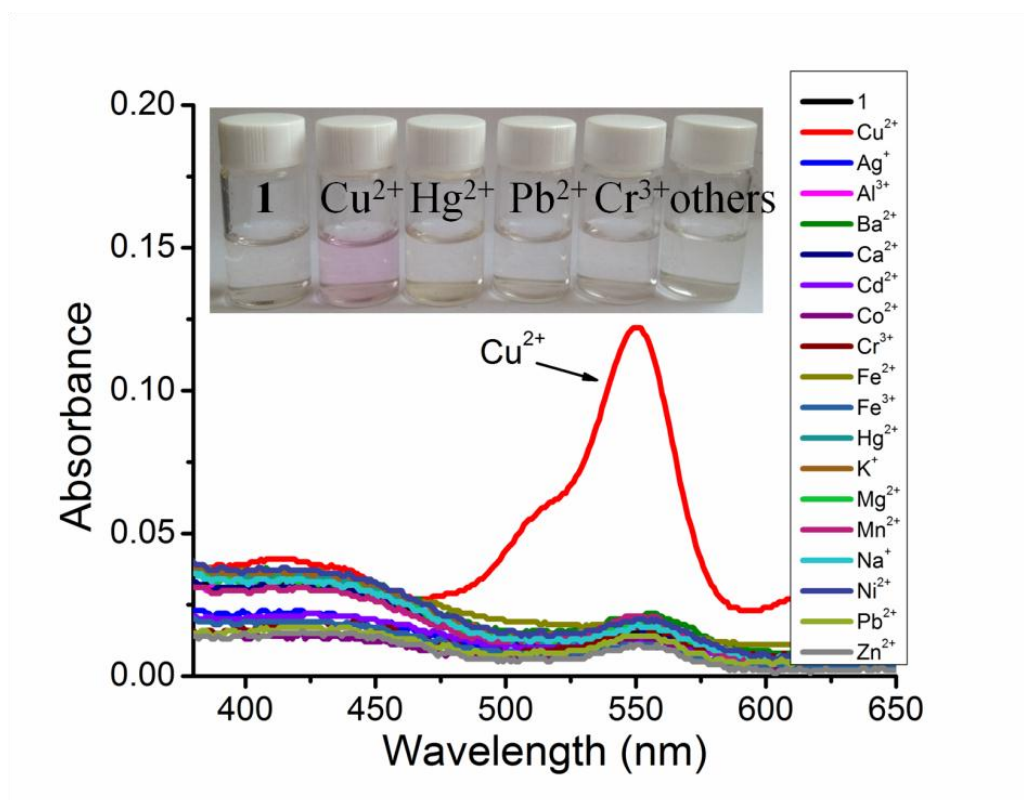 0.20
0.15
0.10
0.05
0.00
Absorbance
1 Cu²⁺ Hg²⁺ Pb²⁺ Cr³⁺ others
Cu²⁺
1
Cu²⁺
Ag⁺
Al³⁺
Ba²⁺
Ca²⁺
Cd²⁺
Co²⁺
Cr³⁺
Fe²⁺
Fe³⁺
Hg²⁺
K⁺
Mg²⁺
Mn²⁺
Na⁺
Ni²⁺
Pb²⁺
Zn²⁺
400 450 500 550 600 650
Wavelength (nm)